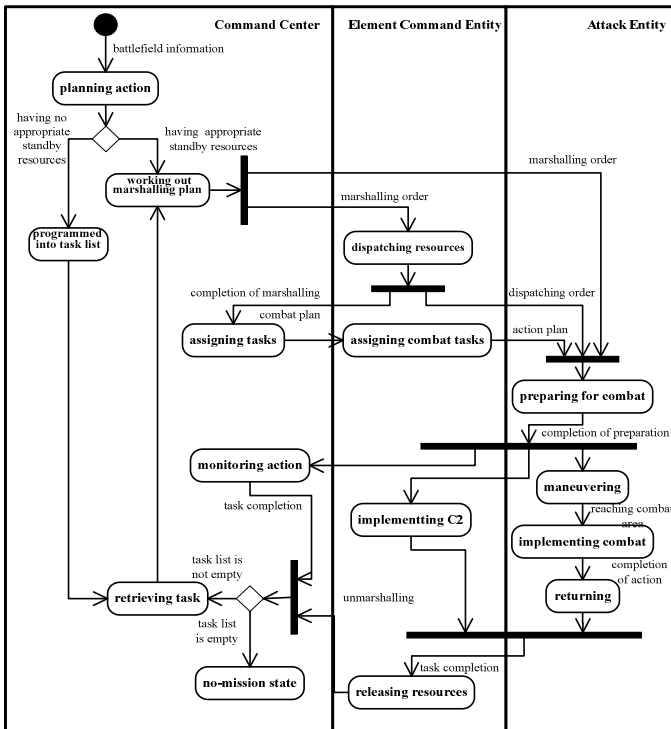 Command Center
Element Command Entity
Attack Entity
battlefield information
planning action
having no
appropriate
standby
resources
having appropriate
standby resources
marshalling order
working out
marshalling plan
marshalling order
programmed
into task list
dispatching resources
completion of marshalling
dispatching order
combat plan
action plan
assigning tasks
assigning combat tasks
preparing for combat
completion of preparation
monitoring action
maneuvering
task completion
reaching combat
area
implementting C2
implementing combat
task list is
not empty
completion
of action
retrieving task
unmarshalling
returning
task list
is empty
task completion
no-mission state
releasing resources